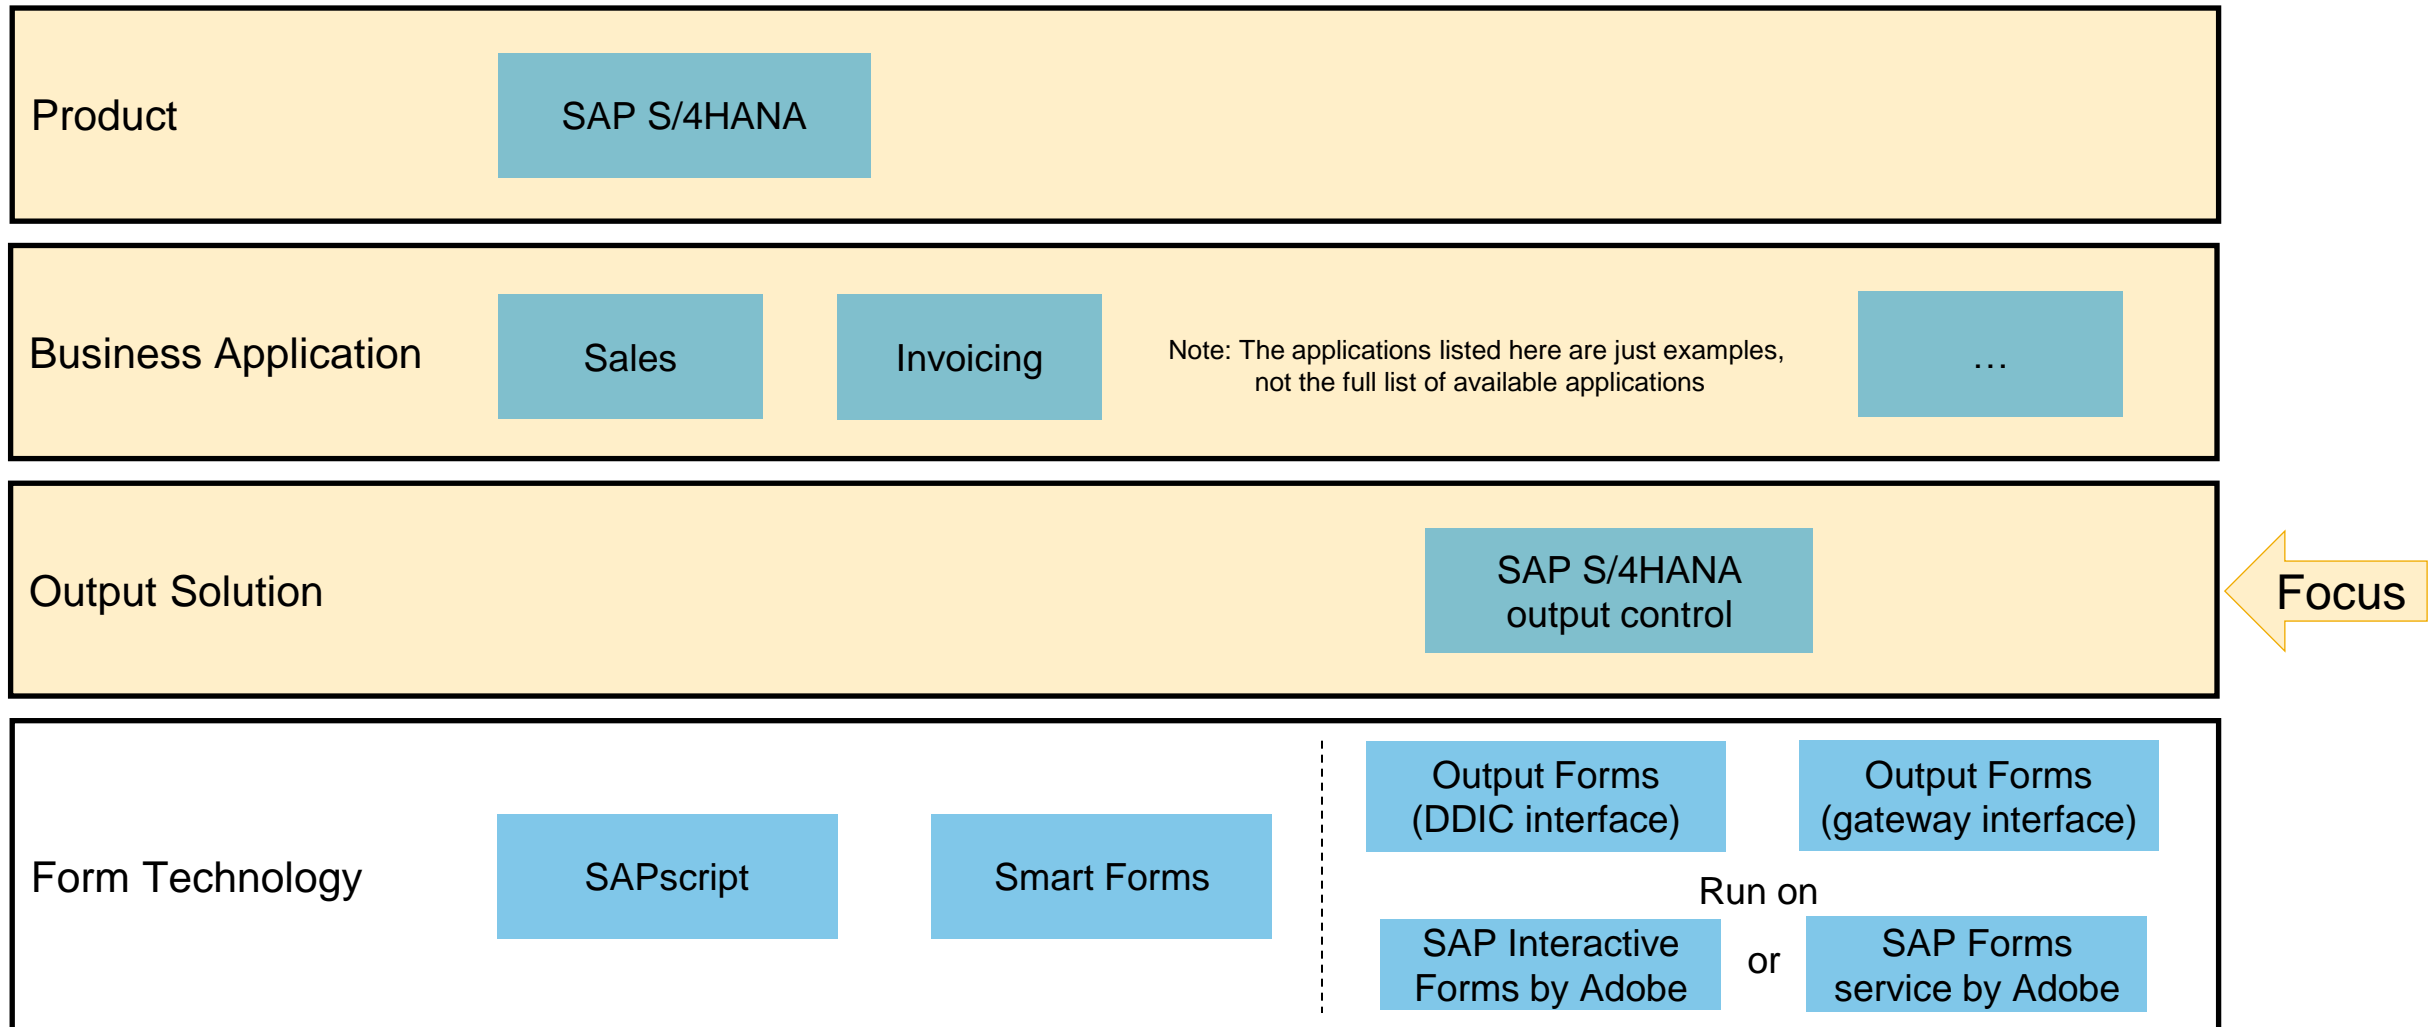 Product
SAP S/4HANA
Business Application
Sales
Invoicing
Note: The applications listed here are just examples,
not the full list of available applications
…
Output Solution
SAP S/4HANA
output control
Focus
Form Technology
SAPscript
Smart Forms
Output Forms
(DDIC interface)
Output Forms
(gateway interface)
Run on
SAP Interactive
Forms by Adobe
or
SAP Forms
service by Adobe